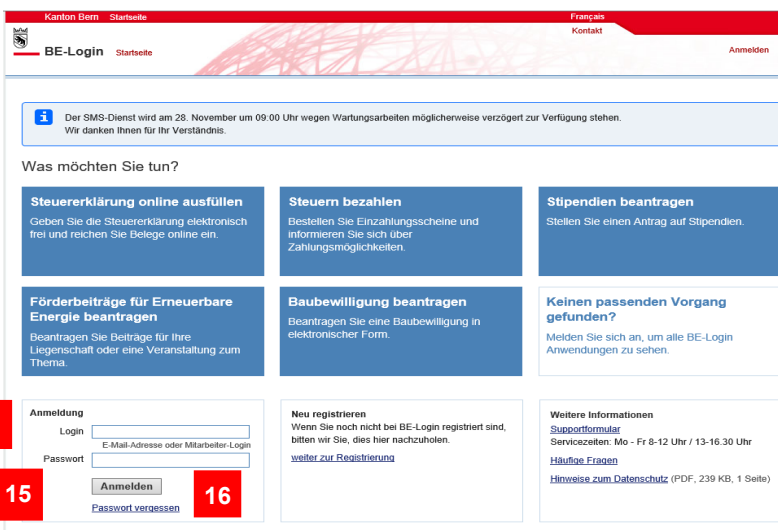 Kanton Bern Startseite Français
Kontakt
BE-Login Startseite Anmelden
Der SMS-Dienst wird am 28. November um 09:00 Uhr wegen Wartungsarbeiten möglicherweise verzögert zur Verfügung stehen.
Wir danken Ihnen für Ihr Verständnis.
Was möchten Sie tun?
Steuererklärung online ausfüllen
Geben Sie die Steuererklärung elektronisch
frei und reichen Sie Belege online ein.
Steuern bezahlen
Bestellen Sie Einzahlungsscheine und
informieren Sie sich über
Zahlungsmöglichkeiten.
Stipendien beantragen
Stellen Sie einen Antrag auf Stipendien.
Förderbeiträge für Erneuerbare
Energie beantragen
Beantragen Sie Beiträge für Ihre
Liegenschaft oder eine Veranstaltung zum
Thema.
Baubewilligung beantragen
Beantragen Sie eine Baubewilligung in
elektronischer Form.
Keinen passenden Vorgang
gefunden?
Melden Sie sich an, um alle BE-Login
Anwendungen zu sehen.
Anmeldung
Login
E-Mail-Adresse oder Mitarbeiter-Login
Passwort
15
Anmelden
16
Passwort vergessen
Neu registrieren
Wenn Sie noch nicht bei BE-Login registriert sind,
bitten wir Sie, dies hier nachzuholen.
weiter zur Registrierung
Weitere Informationen
Supportformular
Servicezeiten: Mo - Fr 8-12 Uhr / 13-16.30 Uhr
Häufige Fragen
Hinweise zum Datenschutz (PDF, 239 KB, 1 Seite)